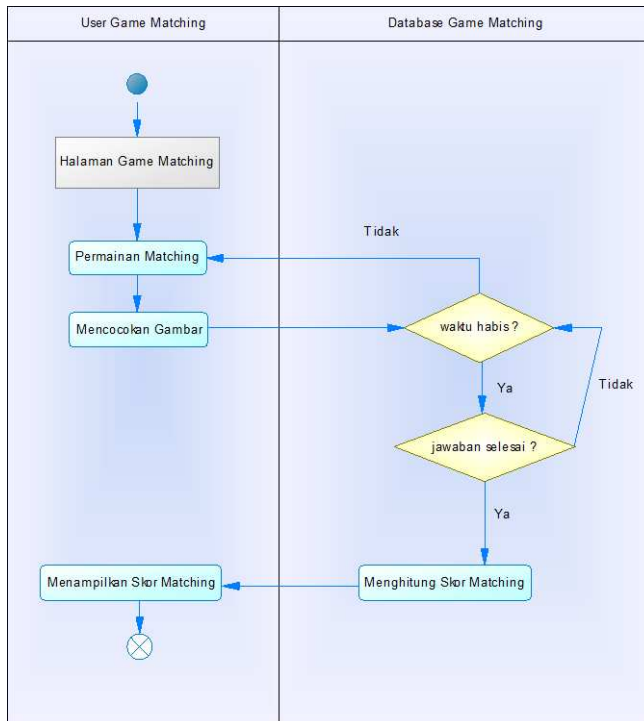 User Game Matching
Database Game Matching
Halaman Game Matching
Tidak
Permainan Matching
Mencocokan Gambar
waktu habis ?
Tidak
Ya
jawaban selesai ?
Ya
Menampilkan Skor Matching
Menghitung Skor Matching